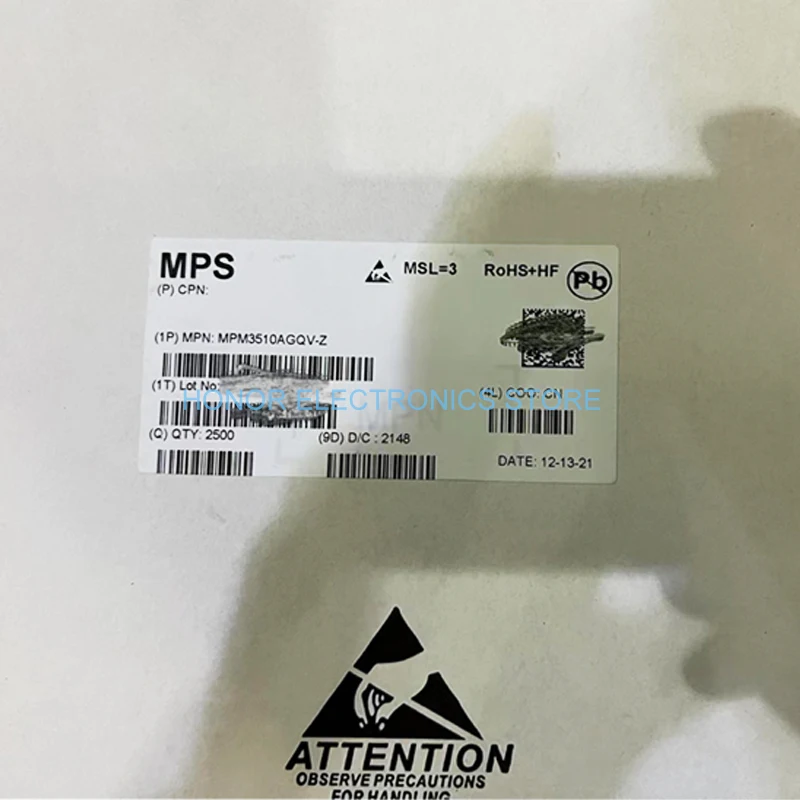 MPS
MSL=3 RoHS+HF Pb
(P) CPN:
(1P) MPN: MPM3510AGQV-Z
(1T) Lot No:
(4L) COO: CN
HONOR ELECTRONICS STORE
(Q) QTY: 2500 (9D) D/C : 2148
DATE: 12-13-21
ATTENTION
OBSERVE PRECAUTIONS
FOR HANDLING